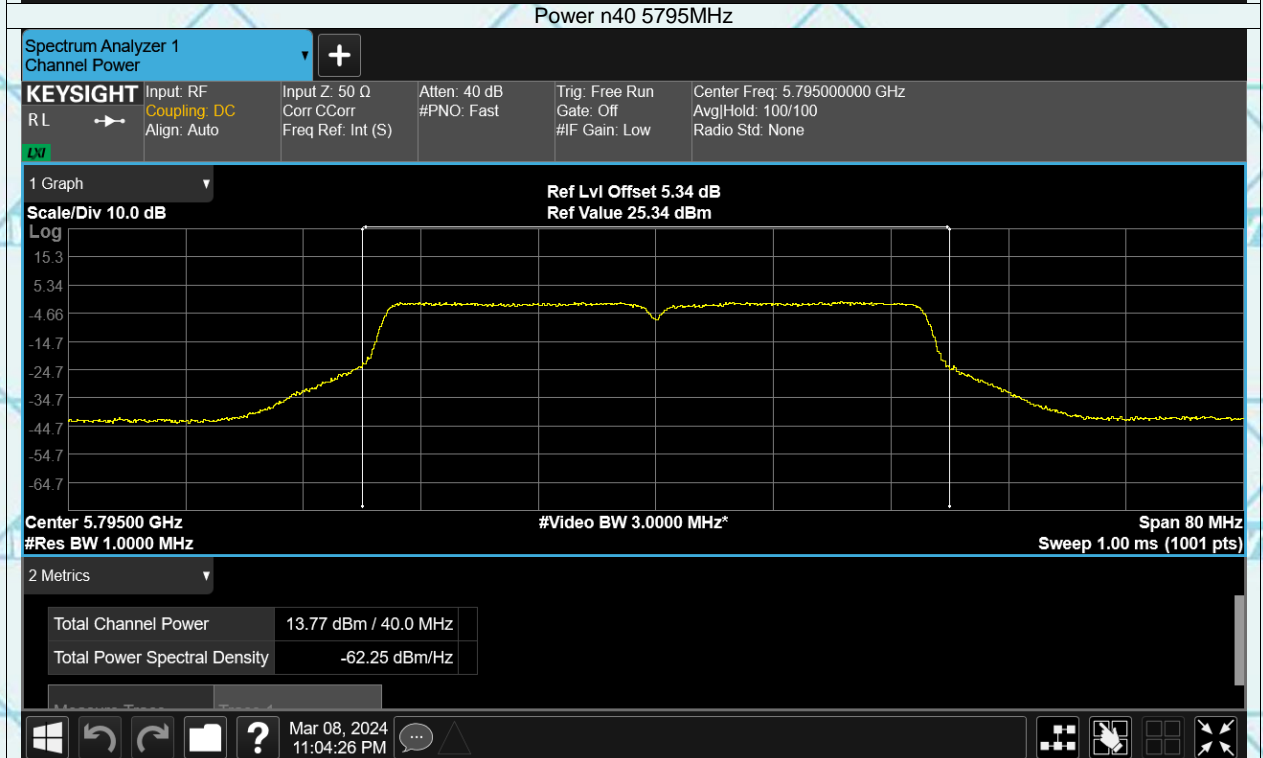 Power n40 5795MHz
Spectrum Analyzer 1
Channel Power
KEYSIGHT
R L
LXI
Input: RF
Coupling: DC
Align: Auto
Input Z: 50 Ω
Corr CCorr
Freq Ref: Int (S)
Atten: 40 dB
#PNO: Fast
Trig: Free Run
Gate: Off
#IF Gain: Low
Center Freq: 5.795000000 GHz
Avg|Hold: 100/100
Radio Std: None
1 Graph
Scale/Div 10.0 dB
Ref Lvl Offset 5.34 dB
Ref Value 25.34 dBm
Log
15.3
5.34
-4.66
-14.7
-24.7
-34.7
-44.7
-54.7
-64.7
Center 5.79500 GHz
#Video BW 3.0000 MHz*
Span 80 MHz
#Res BW 1.0000 MHz
Sweep 1.00 ms (1001 pts)
2 Metrics
Total Channel Power 13.77 dBm / 40.0 MHz
Total Power Spectral Density -62.25 dBm/Hz
Mar 08, 2024
11:04:26 PM